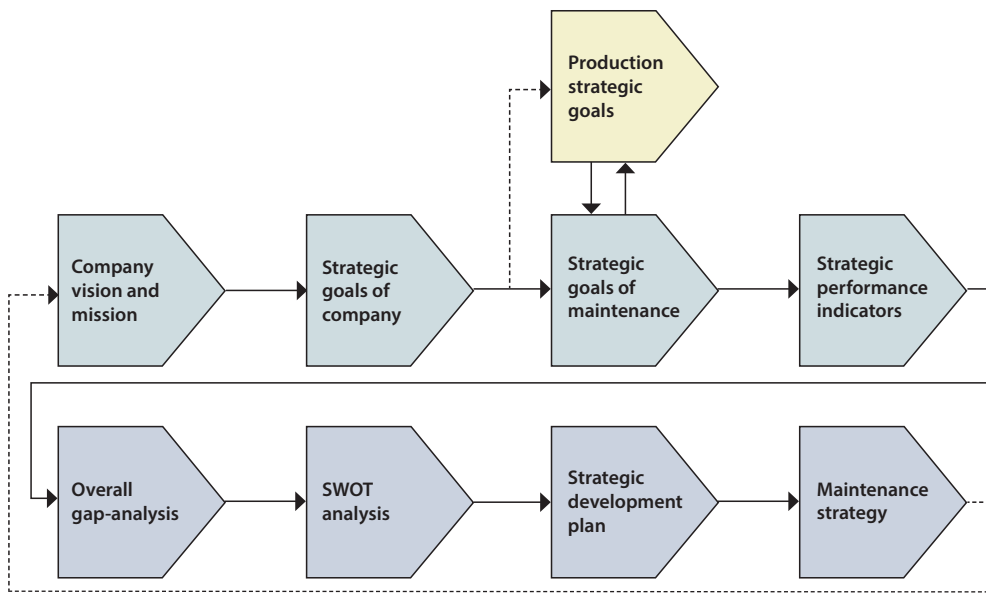 Production
strategic
goals
Company
vision and
mission
Strategic
goals of
company
Strategic
goals of
maintenance
Strategic
performance
indicators
Overall
gap-analysis
SWOT
analysis
Strategic
development
plan
Maintenance
strategy